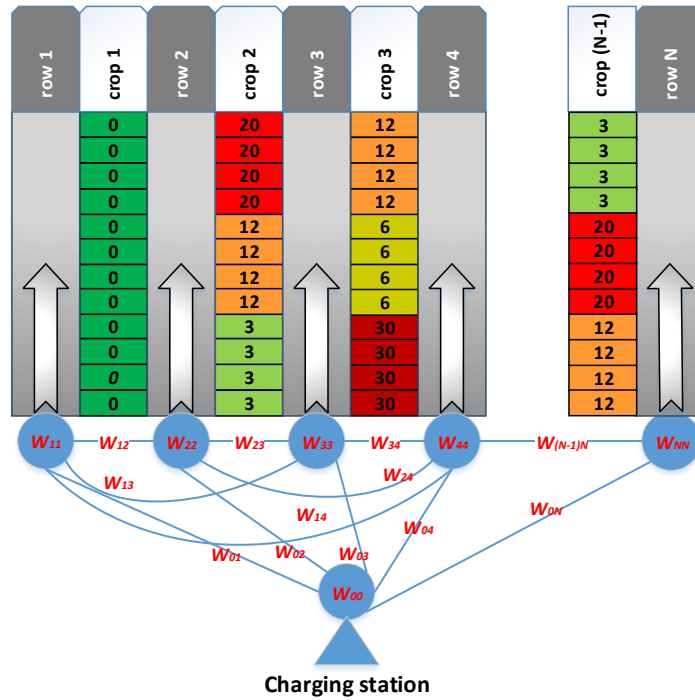 row 1 crop 1 row 2 crop 2 row 3 crop 3 row 4 crop (N-1) row N
0 20 12 3
0 20 12 3
0 20 12 3
0 20 12 3
0 12 6 20
0 12 6 20
0 12 6 20
0 12 6 20
0 3 30 12
0 3 30 12
0 3 30 12
0 3 30 12
W11 W12 W22 W23 W33 W34 W44 W(N-1)N WNN
W13 W24
W14 W04 W0N
W01 W02 W03
W00
Charging station